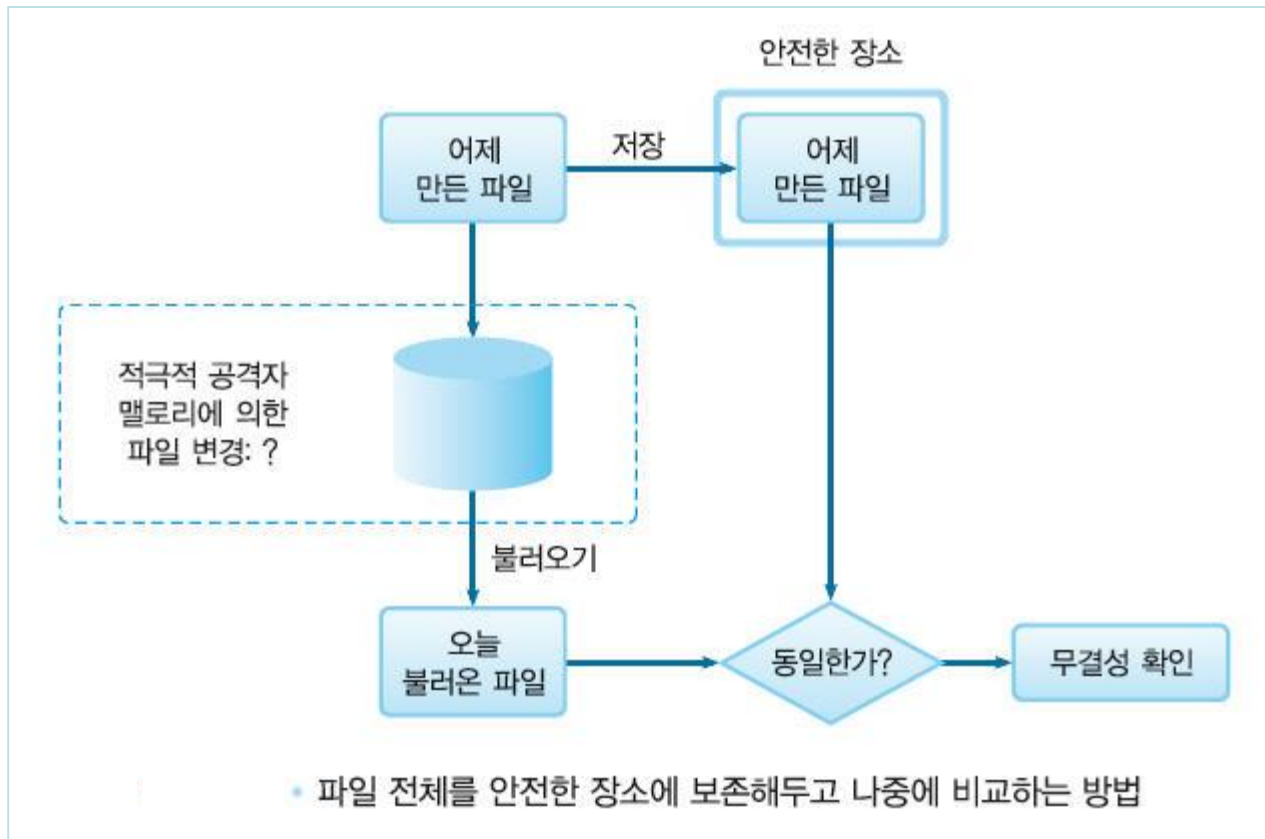 안전한 장소
어제
만든 파일
저장
어제
만든 파일
적극적 공격자
맬로리에 의한
파일 변경: ?
불러오기
오늘
불러온 파일
동일한가?
무결성 확인
• 파일 전체를 안전한 장소에 보존해두고 나중에 비교하는 방법